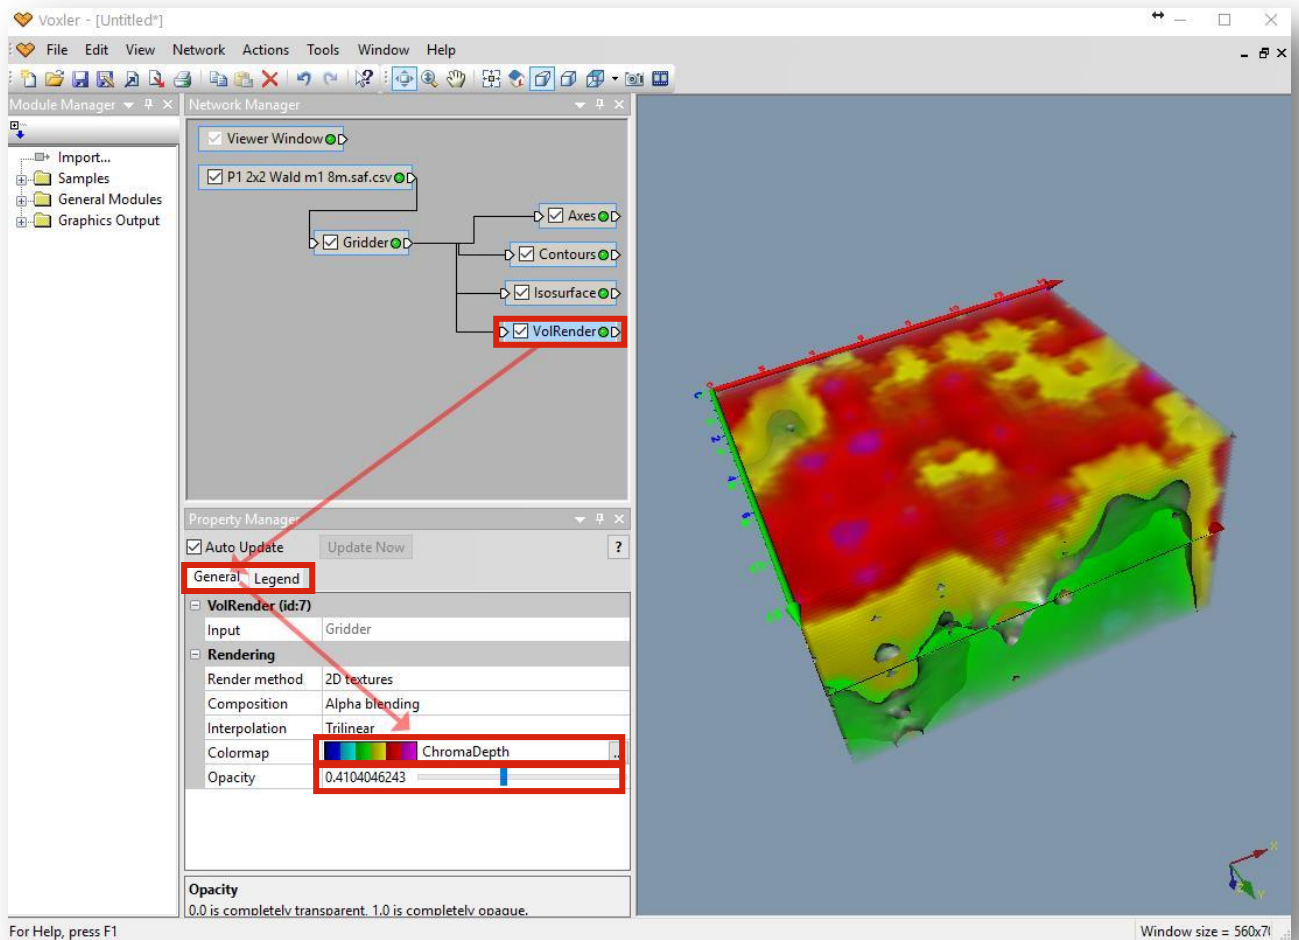 Voxler - [Untitled*]
File Edit View Network Actions Tools Window Help
Module Manager
Import...
Samples
General Modules
Graphics Output
Network Manager
Viewer Window
P1 2x2 Wald m1 8m.saf.csv
Gridder
Axes
Contours
Isosurface
VolRender
Property Manager
Auto Update Update Now ?
General Legend
VolRender (id:7)
Input Gridder
Rendering
Render method 2D textures
Composition Alpha blending
Interpolation Trilinear
Colormap ChromaDepth ..
Opacity 0.4104046243
Opacity
0.0 is completely transparent, 1.0 is completely opaque.
For Help, press F1
Window size = 560x7